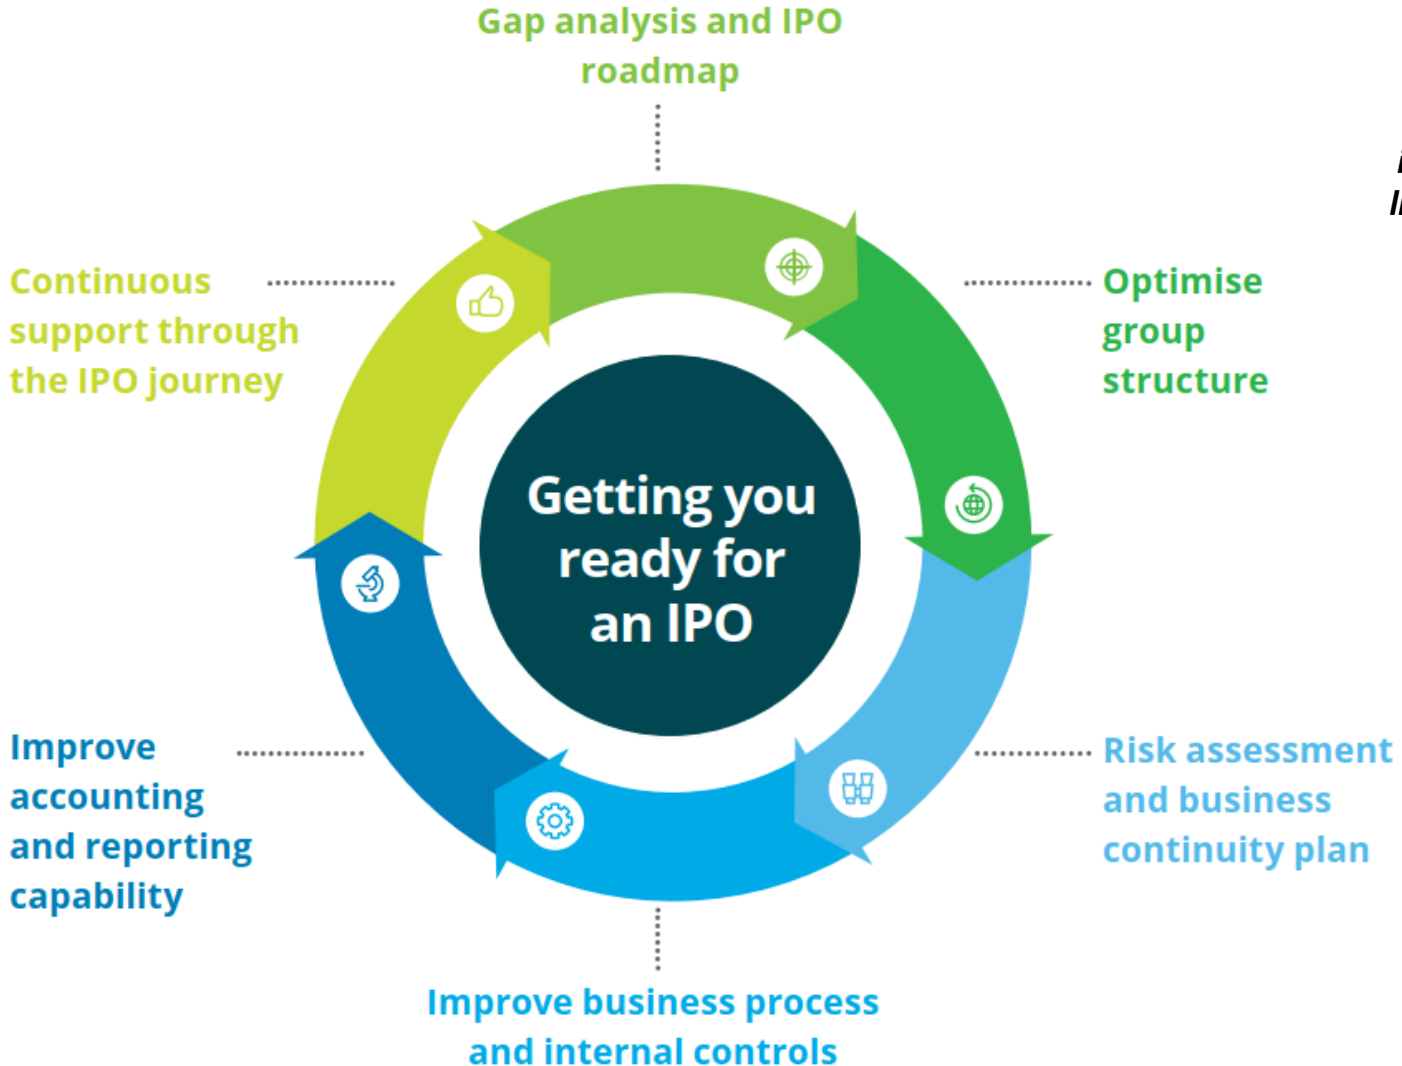 Gap analysis and IPO
roadmap
Continuous
support through
the IPO journey
Optimise
group
structure
Getting you
ready for
an IPO
Improve
accounting
and reporting
capability
Risk assessment
and business
continuity plan
Improve business process
and internal controls